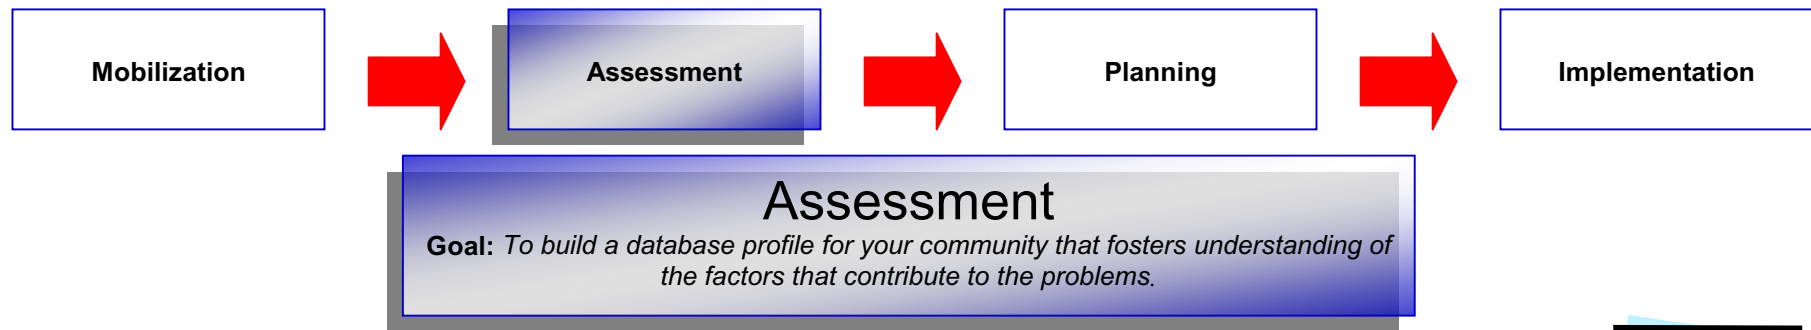 Mobilization
Assessment
Planning
Implementation
Assessment
Goal: To build a database profile for your community that fosters understanding of
the factors that contribute to the problems.